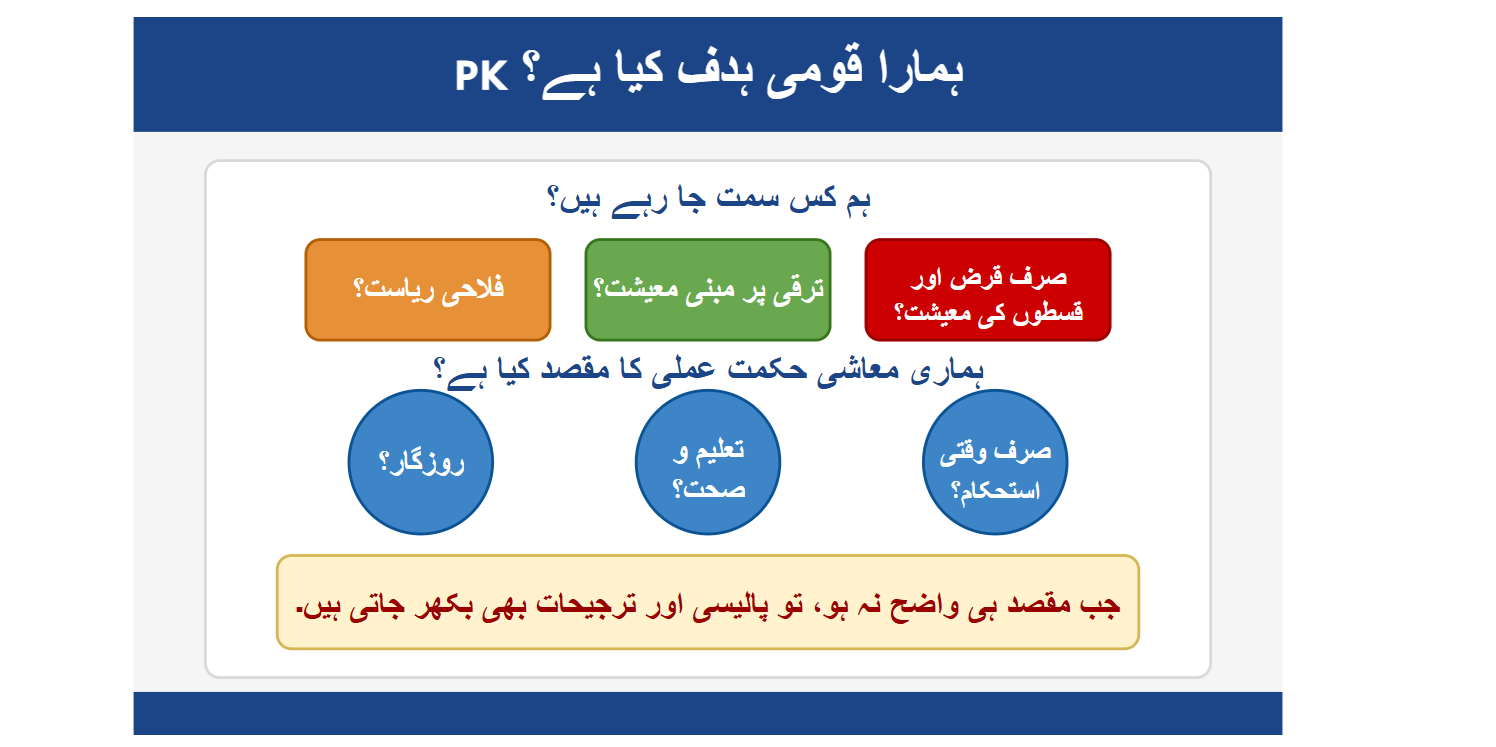 ہمارا قومی ہدف کیا ہے؟ PK
ہم کس سمت جا رہے ہیں؟
صرف قرض اور
قسطوں کی معیشت؟
ترقی پر مبنی معیشت؟
فلاحی ریاست؟
ہماری معاشی حکمت عملی کا مقصد کیا ہے؟
صرف وقتی
استحکام؟
تعلیم و
صحت؟
روزگار؟
جب مقصد ہی واضح نہ ہو، تو پالیسی اور ترجیحات بھی بکھر جاتی ہیں۔